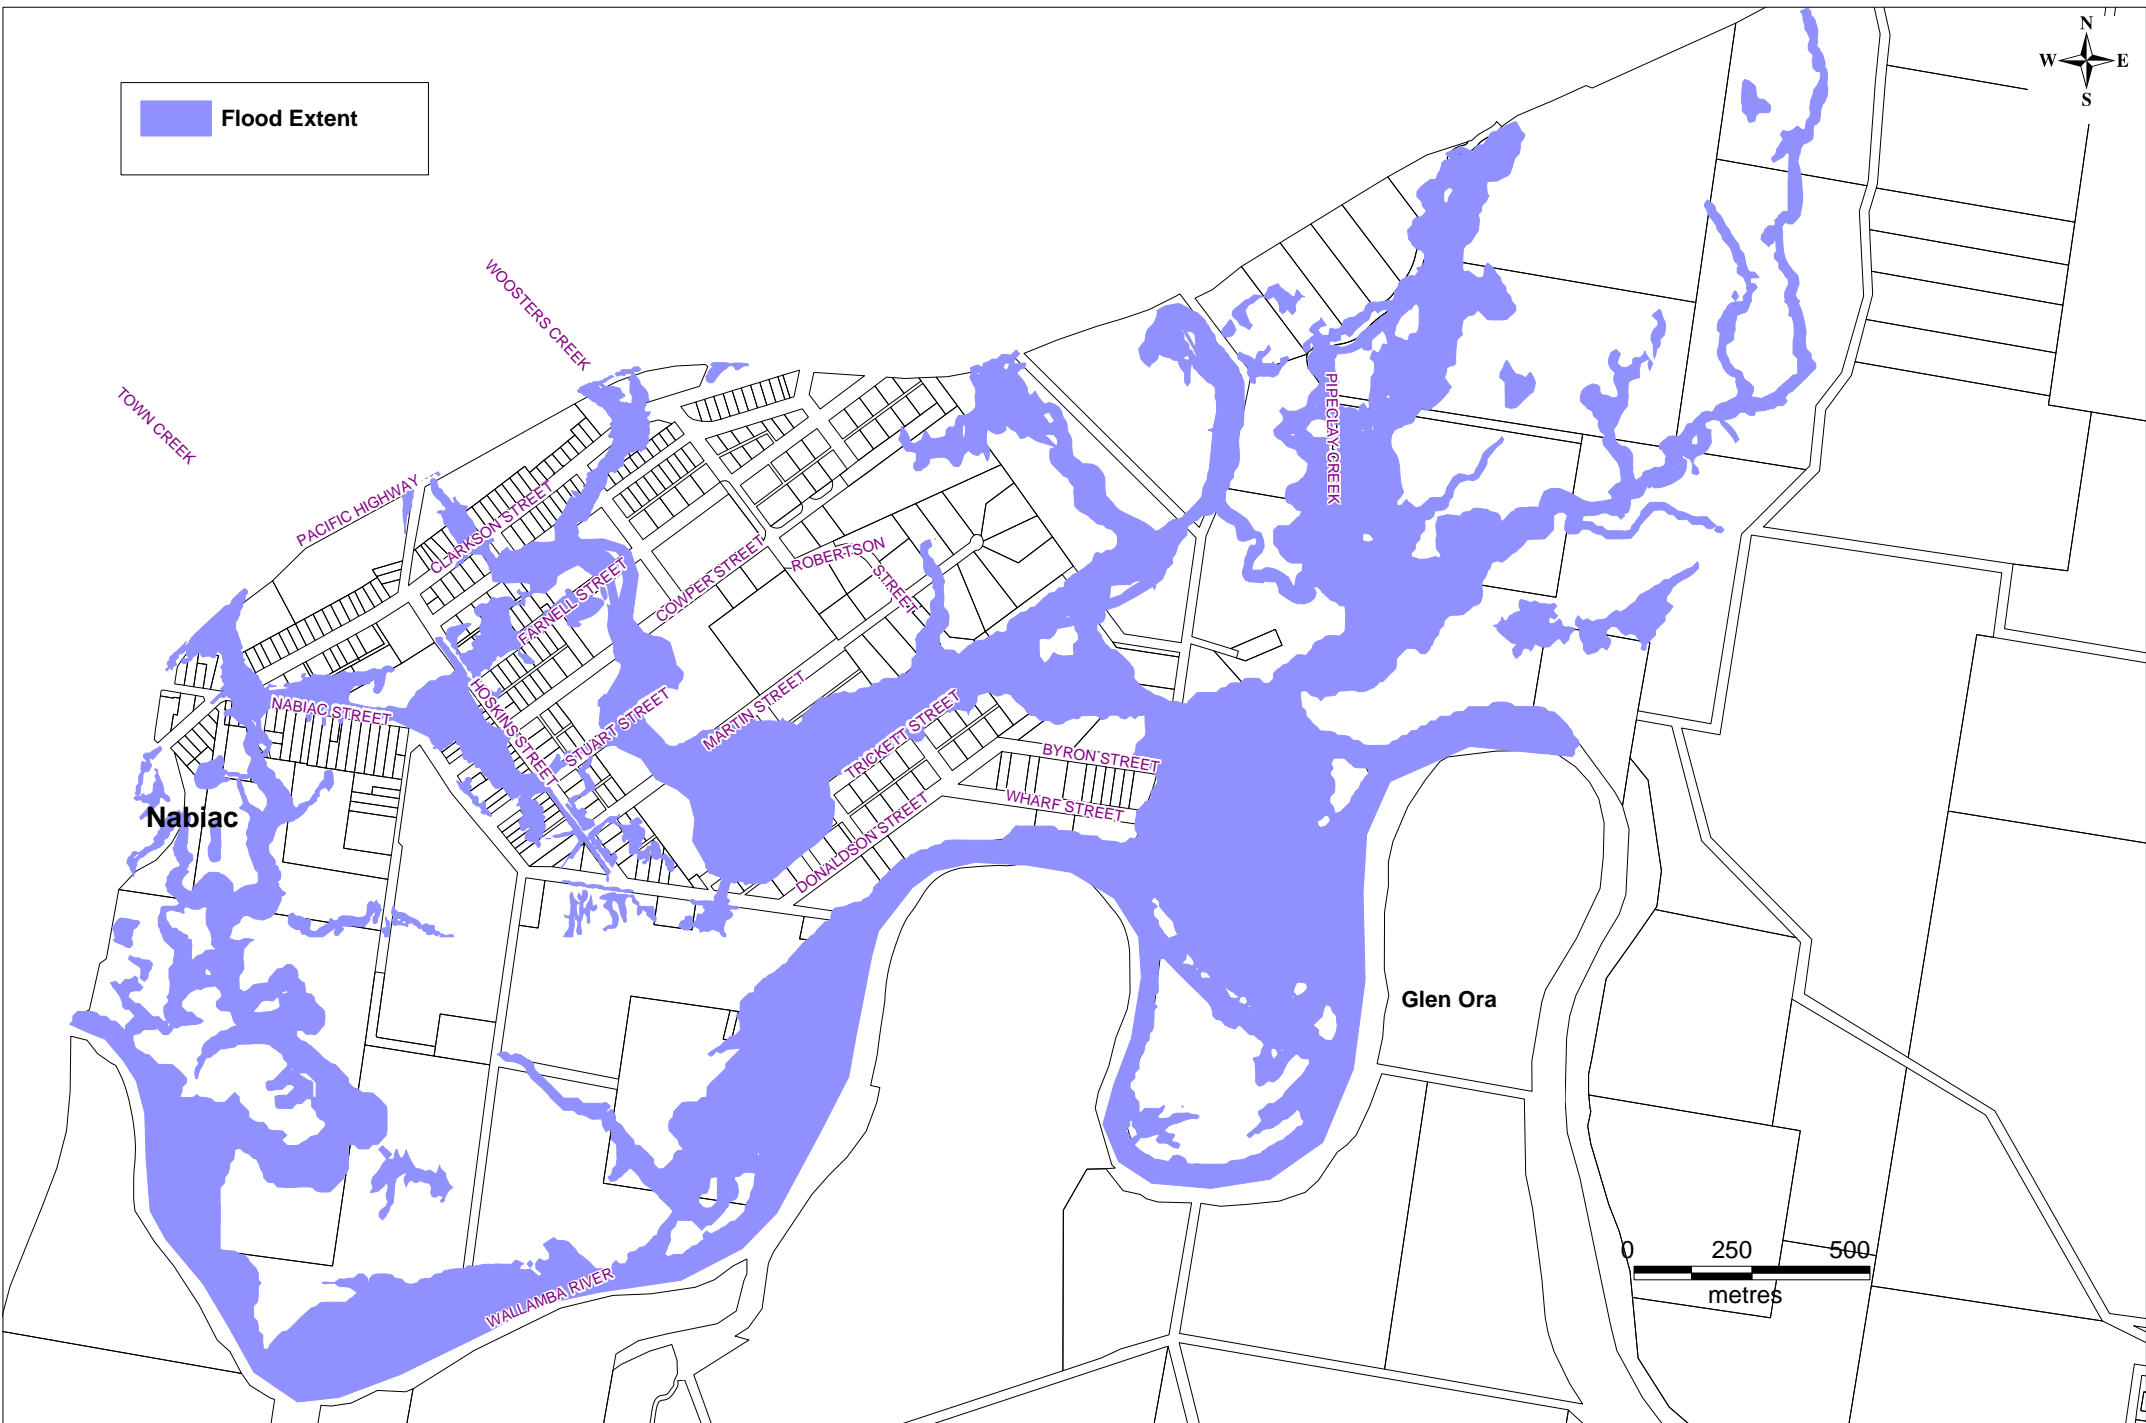 N
W E
S
Flood Extent
WOOSTERS CREEK
TOWN CREEK
PIPECLAY CREEK
PACIFIC HIGHWAY
CLARKSON STREET
ROBERTSON
STREET
COWPER STREET
FARNELL STREET
HOSKINS STREET
NABIAC STREET
STUART STREET
MARTIN STREET
TRICKETT STREET
BYRON STREET
WHARF STREET
DONALDSON STREET
Nabiac
Glen Ora
WALLAMBA RIVER
0 250 500
metres